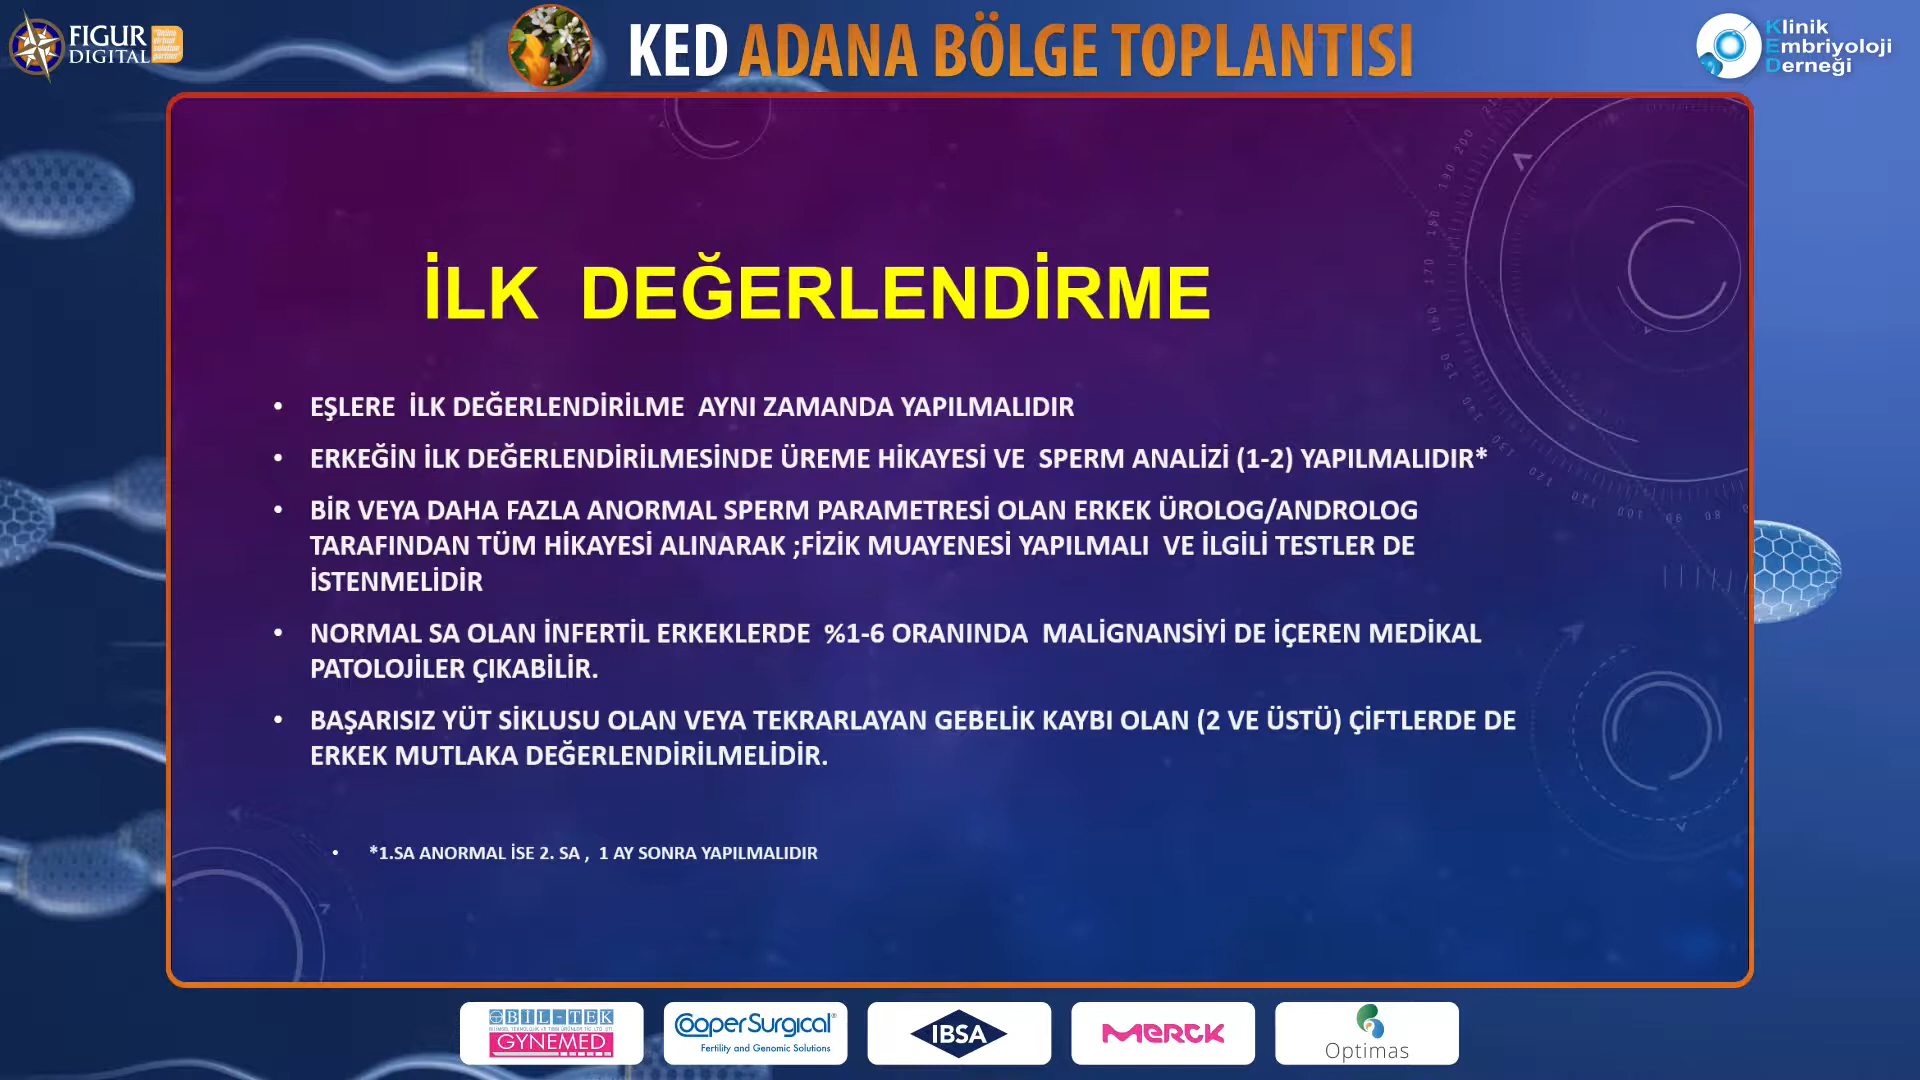 FIGUR
DIGITAL
KED ADANA BÖLGE TOPLANTISI
Klinik
Embriyoloji
Derneği
İLK DEĞERLENDİRME
• EŞLERE İLK DEĞERLENDİRİLME AYNI ZAMANDA YAPILMALIDIR
• ERKEĞİN İLK DEĞERLENDİRİLMESİNDE ÜREME HİKAYESİ VE SPERM ANALİZİ (1-2) YAPILMALIDIR*
• BİR VEYA DAHA FAZLA ANORMAL SPERM PARAMETRESİ OLAN ERKEK ÜROLOG/ANDROLOG
TARAFINDAN TÜM HİKAYESİ ALINARAK ;FİZİK MUAYENESİ YAPILMALI VE İLGİLİ TESTLER DE
İSTENMELİDİR
• NORMAL SA OLAN İNFERTİL ERKEKLERDE %1-6 ORANINDA MALİGNANSİYİ DE İÇEREN MEDİKAL
PATOLOJİLER ÇIKABİLİR.
• BAŞARISIZ YÜT SİKLUSU OLAN VEYA TEKRARLAYAN GEBELİK KAYBI OLAN (2 VE ÜSTÜ) ÇİFTLERDE DE
ERKEK MUTLAKA DEĞERLENDİRİLMELİDİR.
• *1.SA ANORMAL İSE 2. SA , 1 AY SONRA YAPILMALIDIR
BİL-TEK
GYNEMED
CooperSurgical®
Fertility and Genomic Solutions
IBSA
MERCK
Optimas